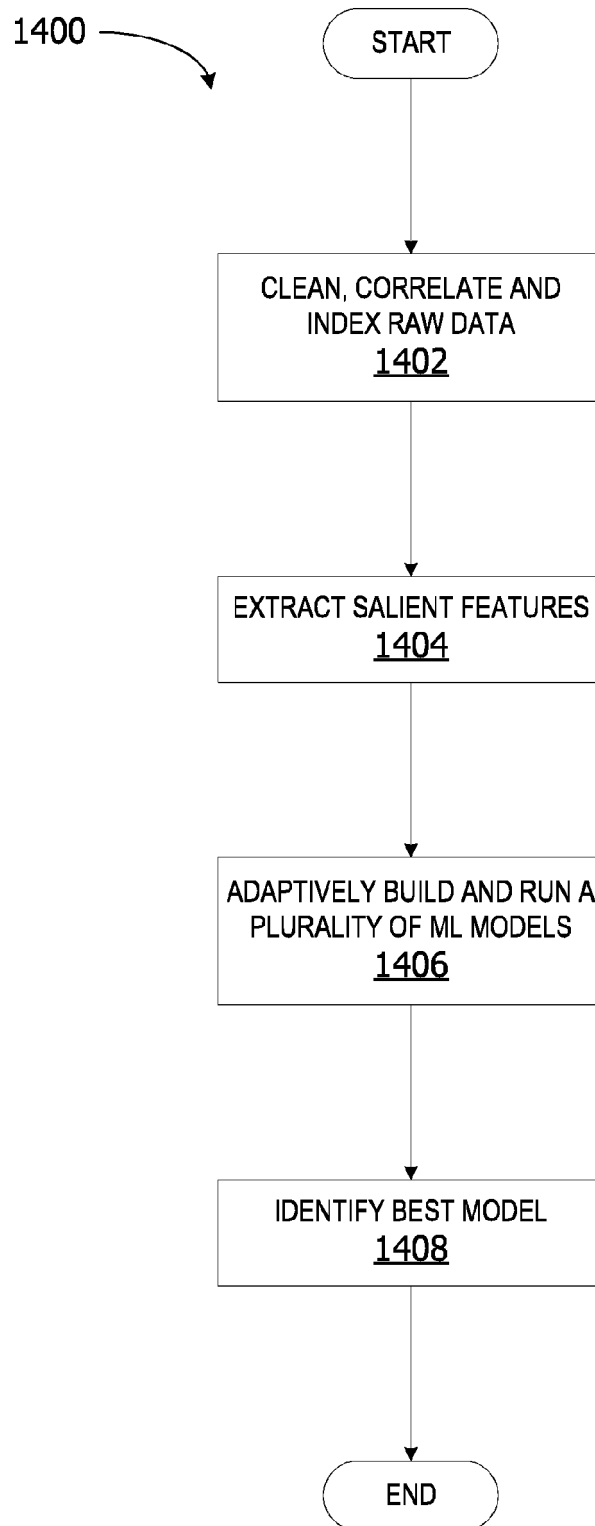 1400
START
CLEAN, CORRELATE AND
INDEX RAW DATA
1402
EXTRACT SALIENT FEATURES
1404
ADAPTIVELY BUILD AND RUN A
PLURALITY OF ML MODELS
1406
IDENTIFY BEST MODEL
1408
END